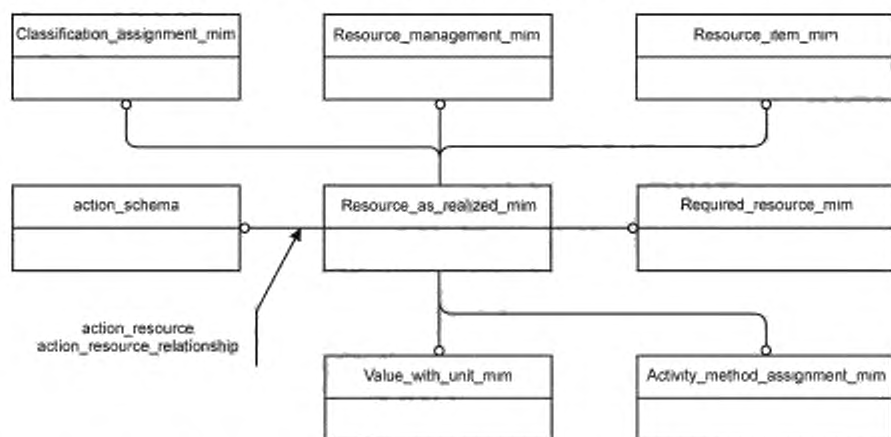 Classification_assignment_mim
Resource_management_mim
Resource_item_mim
action_schema
Resource_as_realized_mim
Required_resource_mim
action_resource
action_resource_relationship
Value_with_unit_mim
Activity_method_assignment_mim